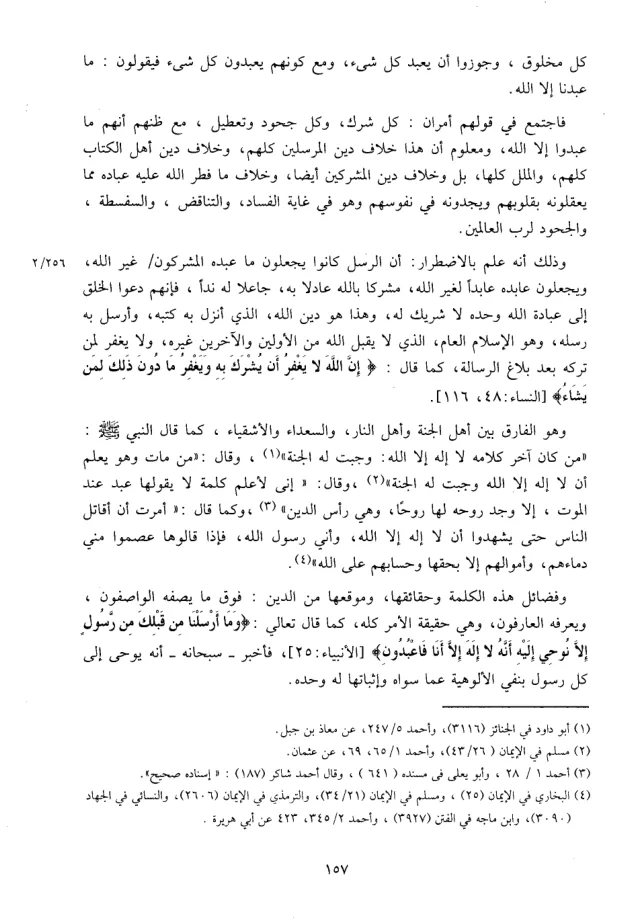 كل مخلوق ، وجوزوا أن يعبد كل شىء، ومع كونهم يعبدون كل شىء فيقولون : ما
عبدنا إلا الله.
فاجتمع في قولهم أمران : كل شرك، وكل جحود وتعطيل ، مع ظنهم أنهم ما
عبدوا إلا الله، ومعلوم أن هذا خلاف دين المرسلين كلهم، وخلاف دين أهل الكتاب
كلهم، والملل كلها، بل وخلاف دين المشركين أيضا، وخلاف ما فطر الله عليه عباده مما
يعقلونه بقلوبهم ويجدونه في نفوسهم وهو في غاية الفساد، والتناقض ، والسفسطة ،
والجحود لرب العالمين.
وذلك أنه علم بالاضطرار: أن الرسل كانوا يجعلون ما عبده المشركون/ غير الله، ٢/٢٥٦
ويجعلون عابده عابداً لغير الله، مشركا بالله عادلا به، جاعلا له نداً ، فإنهم دعوا الخلق
إلى عبادة الله وحده لا شريك له، وهذا هو دين الله، الذي أنزل به كتبه، وأرسل به
رسله، وهو الإسلام العام، الذي لا يقبل الله من الأولين والآخرين غيره، ولا يغفر لمن
تركه بعد بلاغ الرسالة، كما قال : ﴿ إِنَّ اللَّهَ لا يَغْفِرُ أَن يُشْرَكَ بِهِ وَيَغْفِرُ مَا دُونَ ذَلِكَ لِمَن
يَشَاءُ﴾ [النساء:٤٨، ١١٦].
وهو الفارق بين أهل الجنة وأهل النار، والسعداء والأشقياء ، كما قال النبي ﷺ :
«من كان آخر كلامه لا إله إلا الله: وجبت له الجنة»(١) ، وقال :«من مات وهو يعلم
أن لا إله إلا الله وجبت له الجنة»(٢) ،وقال: « إنى لأعلم كلمة لا يقولها عبد عند
الموت ، إلا وجد روحه لها روحًا، وهي رأس الدين» (٣) ،وكما قال :« أمرت أن أقاتل
الناس حتى يشهدوا أن لا إله إلا الله، وأني رسول الله، فإذا قالوها عصموا مني
دماءهم، وأموالهم إلا بحقها وحسابهم على الله»(٤).
وفضائل هذه الكلمة وحقائقها، وموقعها من الدين : فوق ما يصفه الواصفون ،
ويعرفه العارفون، وهي حقيقة الأمر كله، كما قال تعالي :﴿وَمَا أَرْسَلْنَا مِن قَبْلِكَ مِن رَّسُولٍ
إِلاَّ نُوحِي إِلَيْهِ أَنَّهُ لا إِلَهَ إِلاَّ أَنَا فَاعْبُدُونِ﴾ [الأنبياء:٢٥]، فأخبر ـ سبحانه ـ أنه يوحى إلى
كل رسول بنفي الألوهية عما سواه وإثباتها له وحده.
(١) أبو داود في الجنائز (٣١١٦)، وأحمد ٢٤٧/٥، عن معاذ بن جبل.
(٢) مسلم في الإيمان ( ٤٣/٢٦)، وأحمد ٦٥/١، ٦٩، عن عثمان.
(٣) أحمد ١ / ٢٨ ، وأبو يعلى فى مسنده ( ٦٤١ ) ، وقال أحمد شاكر (١٨٧) : « إسناده صحيح».
(٤) البخاري في الإيمان (٢٥) ، ومسلم في الإيمان (٣٤/٢١)، والترمذي في الإيمان (٢٦٠٦)، والنسائي في الجهاد
(٣٠٩٠)، وابن ماجه في الفتن (٣٩٢٧) ، وأحمد ٣٤٥/٢، ٤٢٣ عن أبي هريرة .
١٥٧